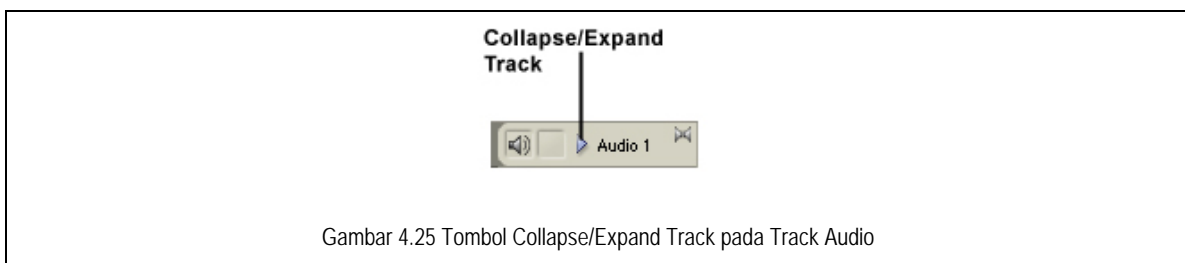 Collapse/Expand
Track
Audio 1
Gambar 4.25 Tombol Collapse/Expand Track pada Track Audio